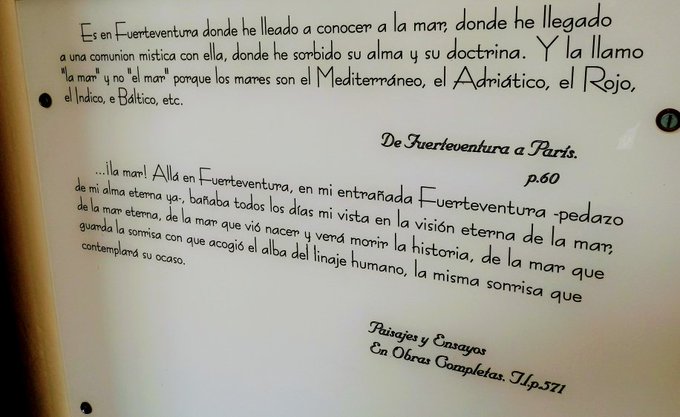 Es en Fuerteventura donde he lleado a conocer a la mar, donde he llegado
a una comunion mistica con ella, donde he sorbido su alma y su doctrina. Y la llamo
"la mar" y no "el mar" porque los mares son el Mediterráneo, el Adriático, el Rojo,
el Indico, e Báltico, etc.
De Fuerteventura a París.
p.60
...¡la mar! Allá en Fuerteventura, en mi entrañada Fuerteventura -pedazo
de mi alma eterna ya-, bañaba todos los días mi vista en la visión eterna de la mar,
de la mar eterna, de la mar que vió nacer y verá morir la historia, de la mar que
guarda la sonrisa con que acogió el alba del linaje humano, la misma sonrisa que
contemplará su ocaso.
Paisajes y Ensayos
En Obras Completas. T.I.p.571